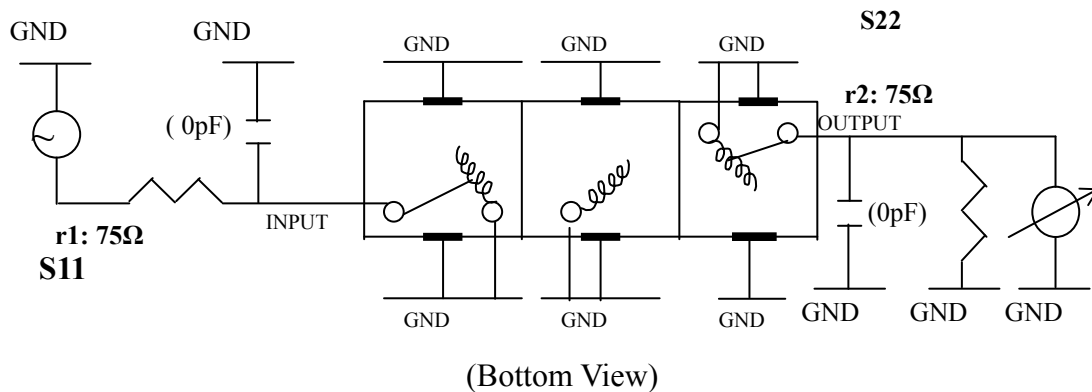 S22
GND
GND
GND
GND
GND
r2: 75Ω
( 0pF)
OUTPUT
INPUT
(0pF)
r1: 75Ω
S11
GND
GND
GND
GND
GND
GND
(Bottom View)